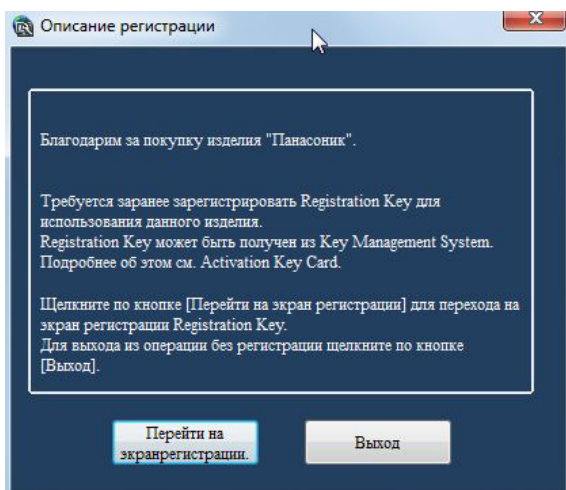 Описание регистрации
Благодарим за покупку изделия "Панасоник".
Требуется заранее зарегистрировать Registration Key для
использования данного изделия.
Registration Key может быть получен из Key Management System.
Подробнее об этом см. Activation Key Card.
Щелкните по кнопке [Перейти на экран регистрации] для перехода на
экран регистрации Registration Key.
Для выхода из операции без регистрации щелкните по кнопке
[Выход].
Перейти на
экранрегистрации.
Выход